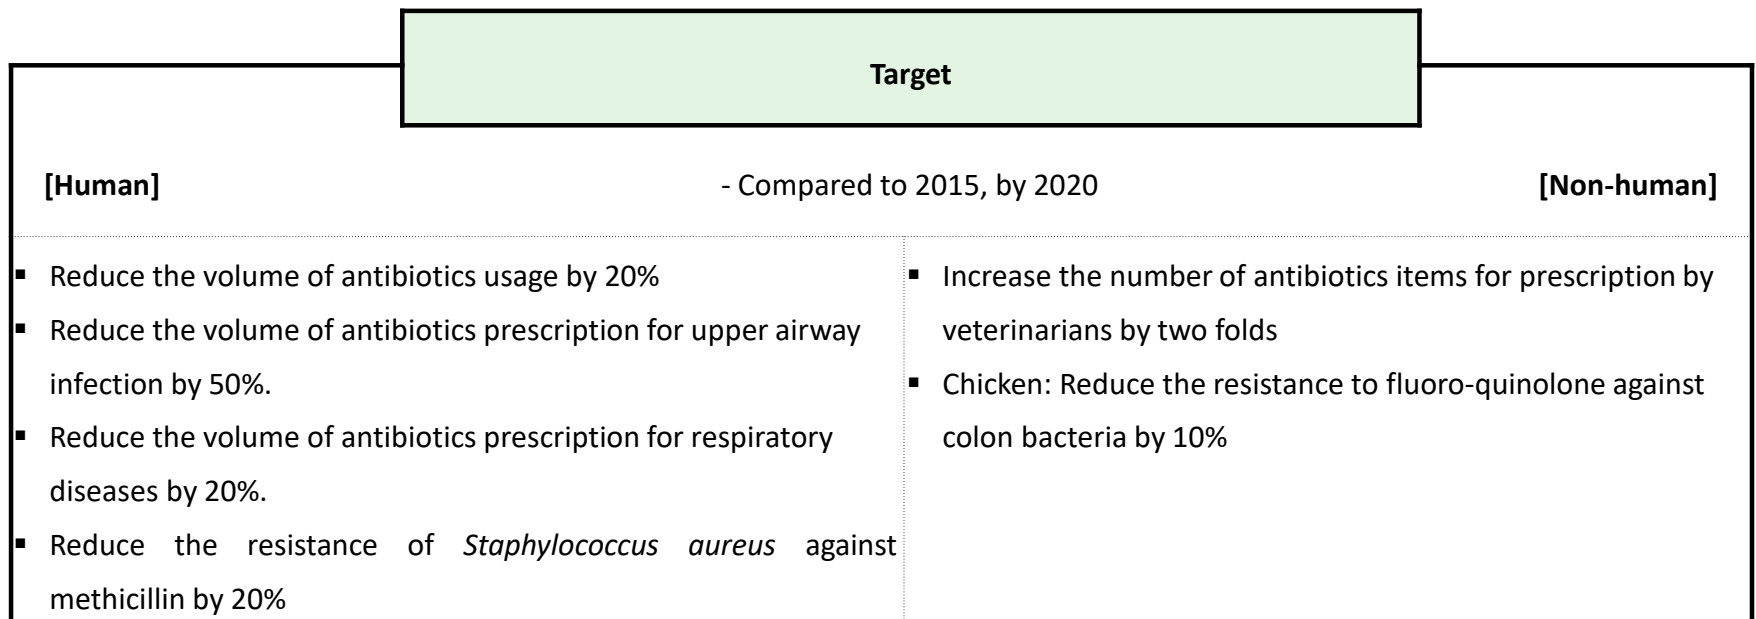 Target
[Human] - Compared to 2015, by 2020 [Non-human]
▪ Reduce the volume of antibiotics usage by 20%
▪ Reduce the volume of antibiotics prescription for upper airway
infection by 50%.
▪ Reduce the volume of antibiotics prescription for respiratory
diseases by 20%.
▪ Reduce the resistance of Staphylococcus aureus against
methicillin by 20%
▪ Increase the number of antibiotics items for prescription by
veterinarians by two folds
▪ Chicken: Reduce the resistance to fluoro-quinolone against
colon bacteria by 10%